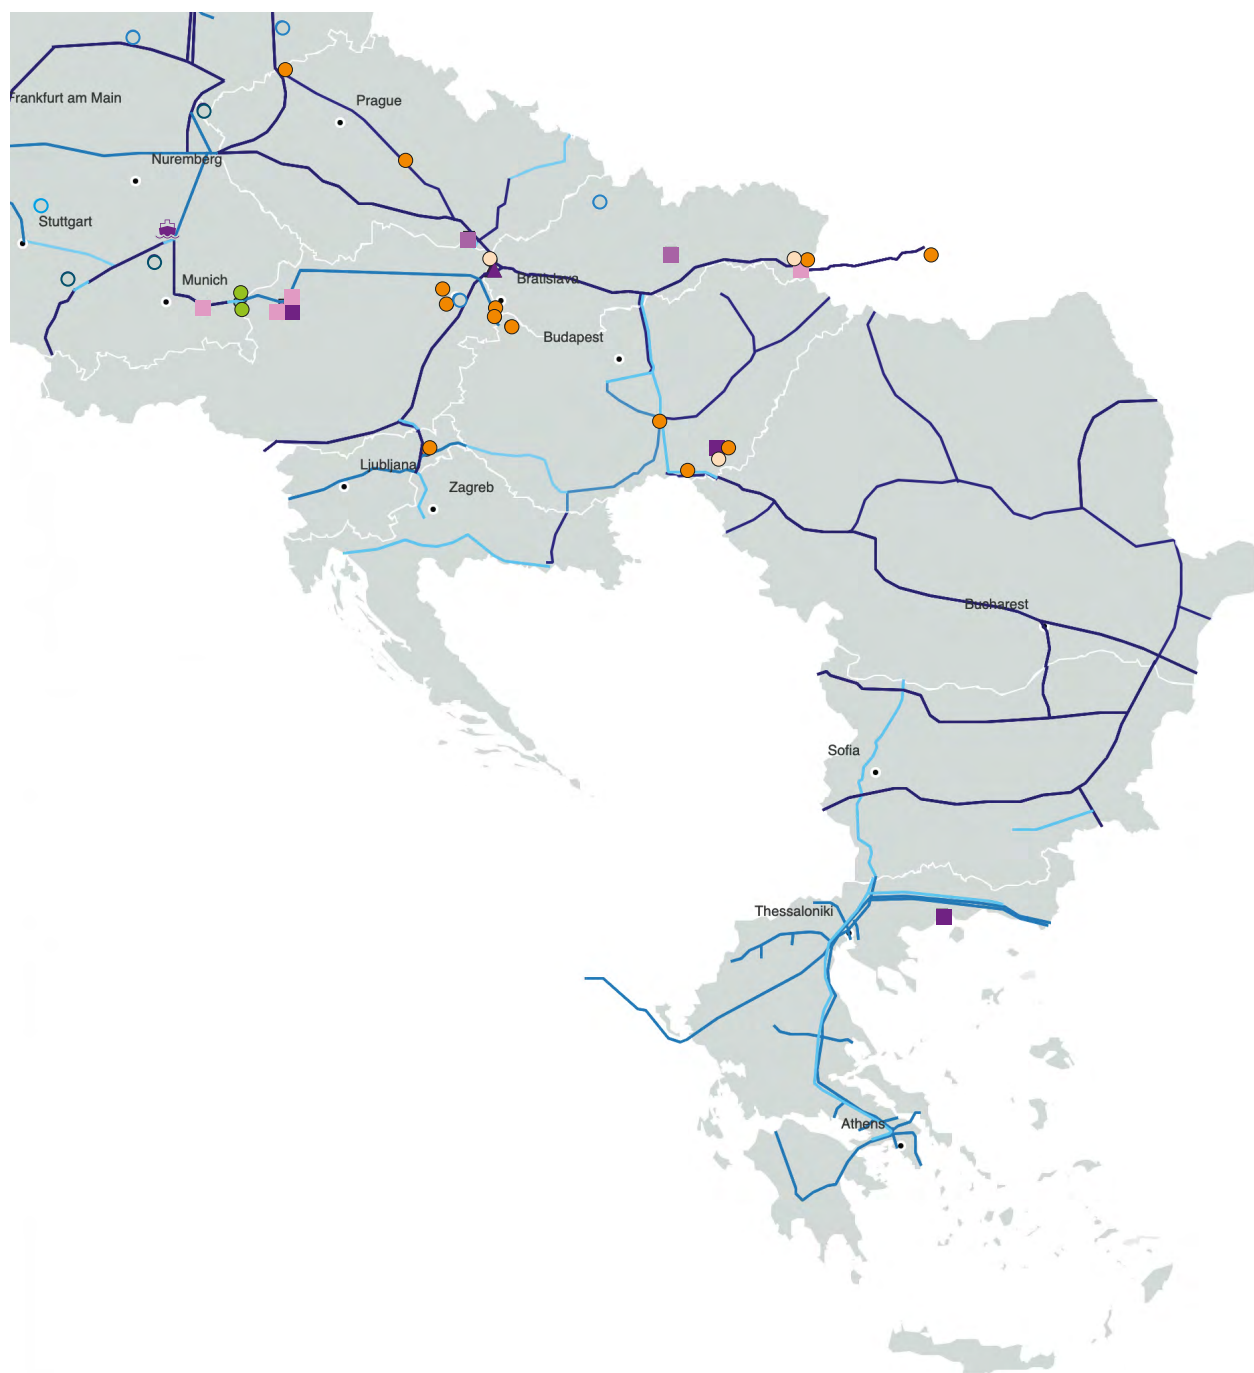 Frankfurt am Main
Prague
Nuremberg
Stuttgart
Munich
Bratislava
Budapest
Ljubljana
Zagreb
Bucharest
Sofia
Thessaloniki
Athens